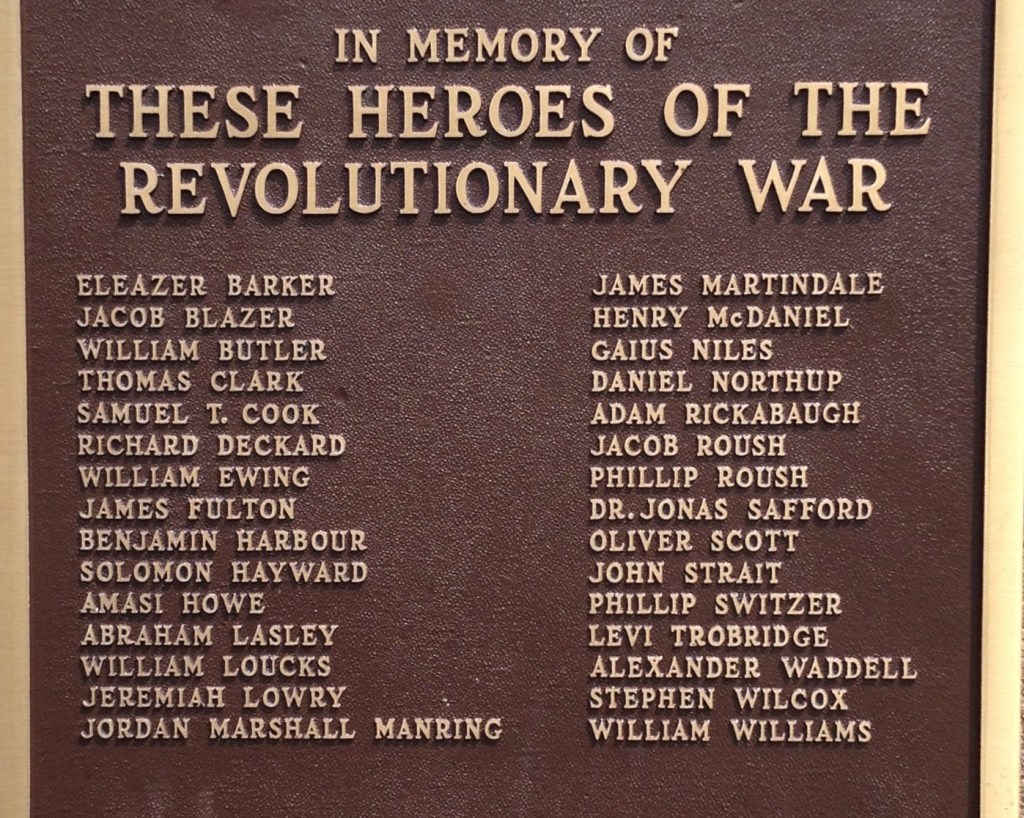 IN MEMORY OF
THESE HEROES OF THE
REVOLUTIONARY WAR
ELEAZER BARKER
JACOB BLAZER
WILLIAM BUTLER
THOMAS CLARK
SAMUEL T. COOK
RICHARD DECKARD
WILLIAM EWING
JAMES FULTON
BENJAMIN HARBOUR
SOLOMON HAYWARD
AMASI HOWE
ABRAHAM LASLEY
WILLIAM LOUCKS
JEREMIAH LOWRY
JORDAN MARSHALL MANRING
JAMES MARTINDALE
HENRY McDANIEL
GAIUS NILES
DANIEL NORTHUP
ADAM RICKABAUGH
JACOB ROUSH
PHILLIP ROUSH
DR. JONAS SAFFORD
OLIVER SCOTT
JOHN STRAIT
PHILLIP SWITZER
LEVI TROBRIDGE
ALEXANDER WADDELL
STEPHEN WILCOX
WILLIAM WILLIAMS